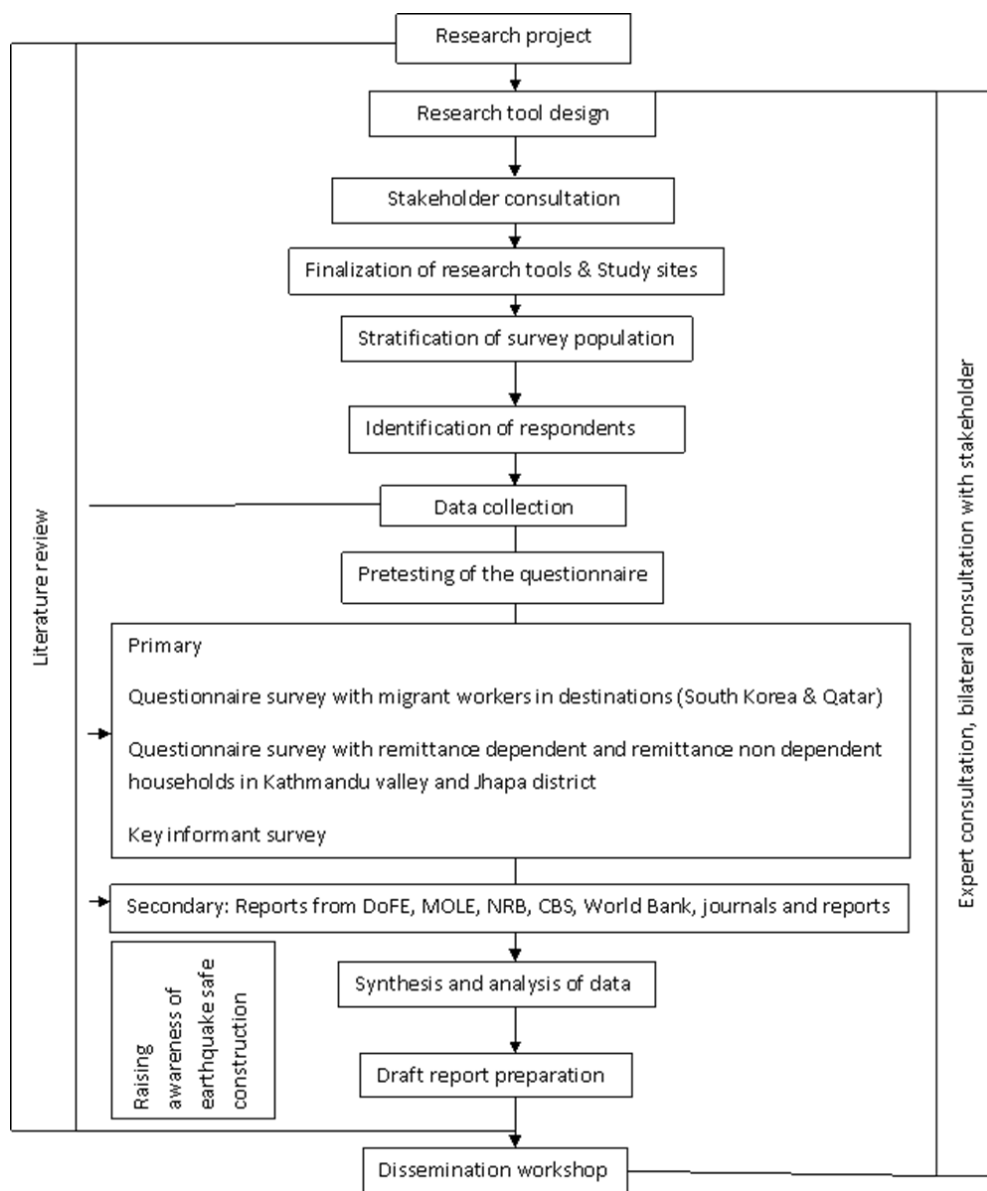 Research project
Research tool design
Stakeholder consultation
Finalization of research tools & Study sites
Stratification of survey population
Identification of respondents
Data collection
Pretesting of the questionnaire
Primary
Questionnaire survey with migrant workers in destinations (South Korea & Qatar)
Questionnaire survey with remittance dependent and remittance non dependent
households in Kathmandu valley and Jhapa district
Key informant survey
Secondary: Reports from DoFE, MOLE, NRB, CBS, World Bank, journals and reports
Synthesis and analysis of data
Draft report preparation
Dissemination workshop
Literature review
Raising
awareness of
earthquake safe
construction
Expert consultation, bilateral consultation with stakeholder